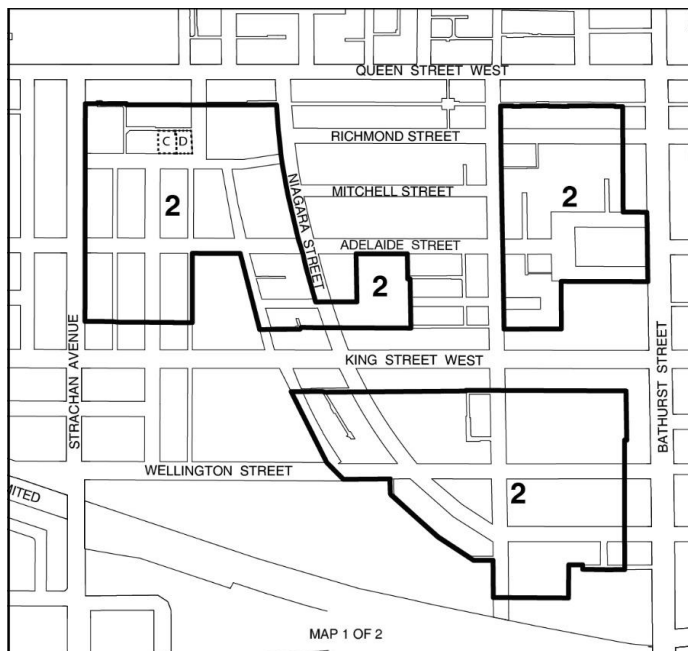 QUEEN STREET WEST
RICHMOND STREET
C D
MITCHELL STREET
2
2
NIAGARA STREET
ADELAIDE STREET
2
KING STREET WEST
STRACHAN AVENUE
BATHURST STREET
WELLINGTON STREET
2
MITED
MAP 1 OF 2